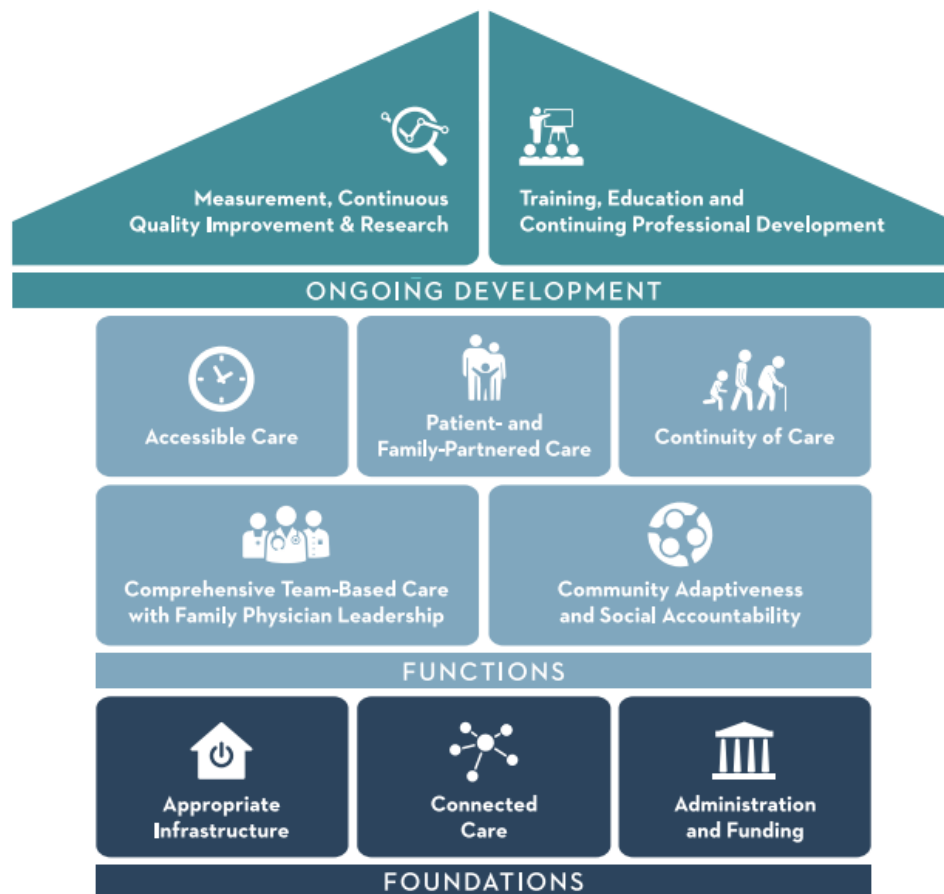 Measurement, Continuous
Quality Improvement & Research
Training, Education and
Continuing Professional Development
ONGOING DEVELOPMENT
Accessible Care
Patient- and
Family-Partnered Care
Continuity of Care
Comprehensive Team-Based Care
with Family Physician Leadership
Community Adaptiveness
and Social Accountability
FUNCTIONS
Appropriate
Infrastructure
Connected
Care
Administration
and Funding
FOUNDATIONS